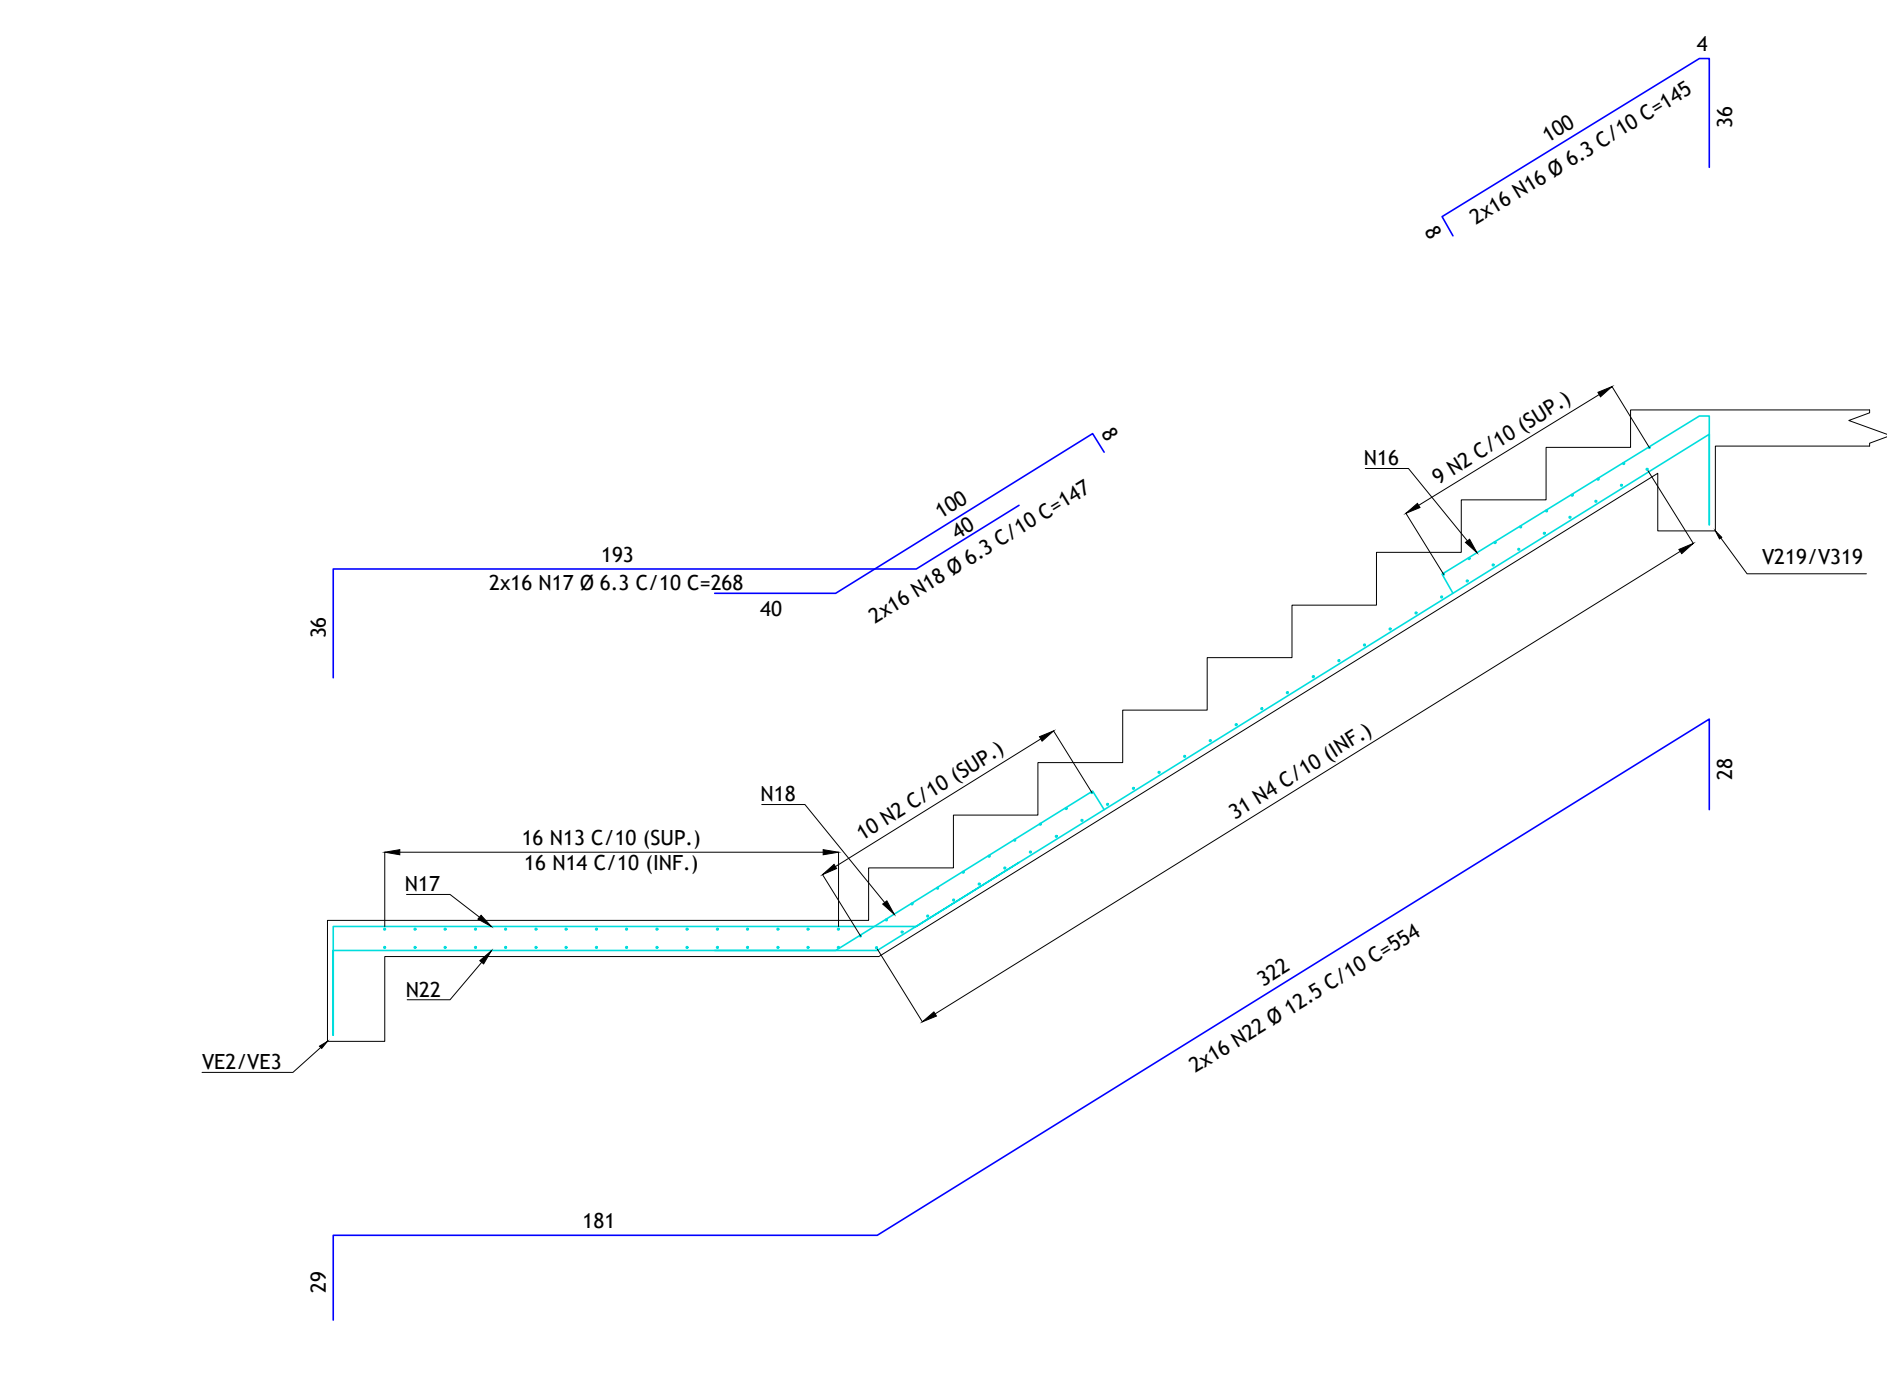 4
100
36
2x16 N16 Ø 6.3 C/10 C=145
8
9 N2 C/10 (SUP.)
N16
V219/V319
8
100
40
2x16 N18 Ø 6.3 C/10 C=147
193
2x16 N17 Ø 6.3 C/10 C=268
40
36
31 N4 C/10 (INF.)
10 N2 C/10 (SUP.)
N18
16 N13 C/10 (SUP.)
16 N14 C/10 (INF.)
N17
N22
VE2/VE3
28
322
2x16 N22 Ø 12.5 C/10 C=554
181
29